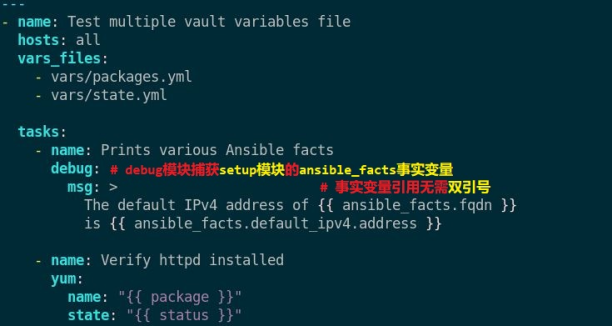 ---
- name: Test multiple vault variables file
  hosts: all
  vars_files:
    - vars/packages.yml
    - vars/state.yml

  tasks:
    - name: Prints various Ansible facts
      debug: # debug模块捕获setup模块的ansible_facts事实变量
        msg: >                        # 事实变量引用无需双引号
          The default IPv4 address of {{ ansible_facts.fqdn }}
          is {{ ansible_facts.default_ipv4.address }}

    - name: Verify httpd installed
      yum:
        name: "{{ package }}"
        state: "{{ status }}"